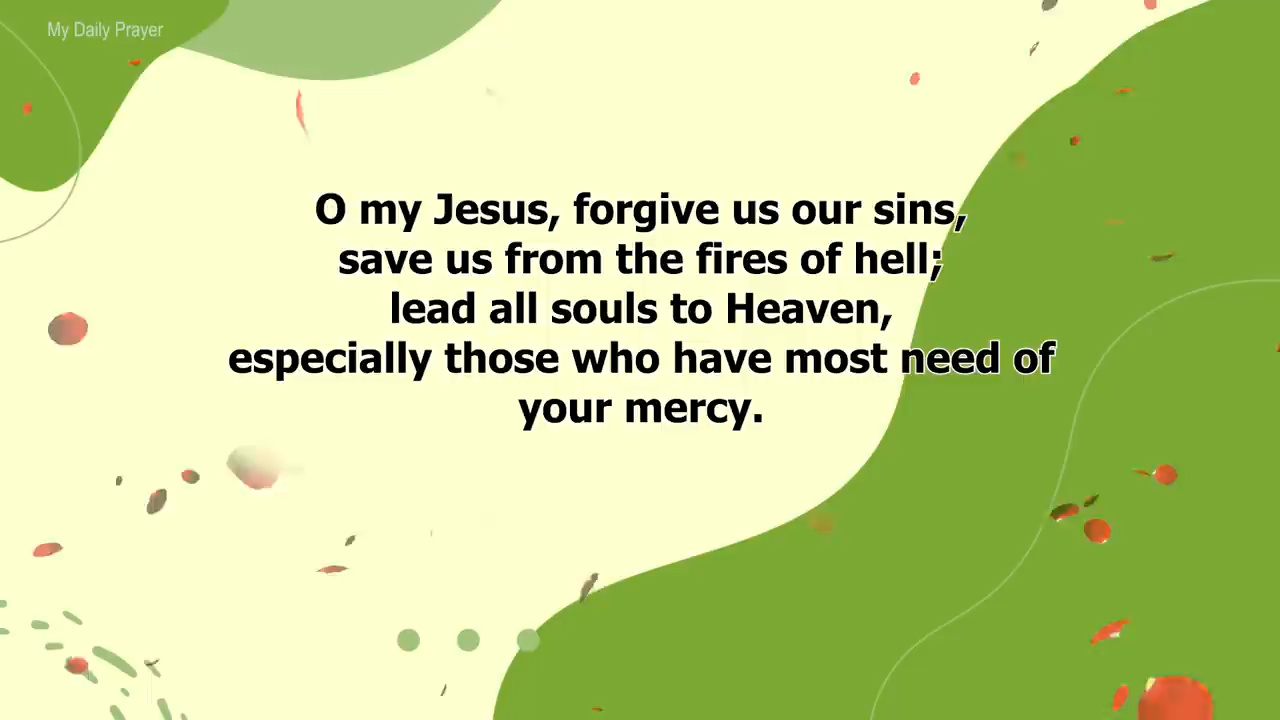 My Daily Prayer
O my Jesus, forgive us our sins,
save us from the fires of hell;
lead all souls to Heaven,
especially those who have most need of
your mercy.